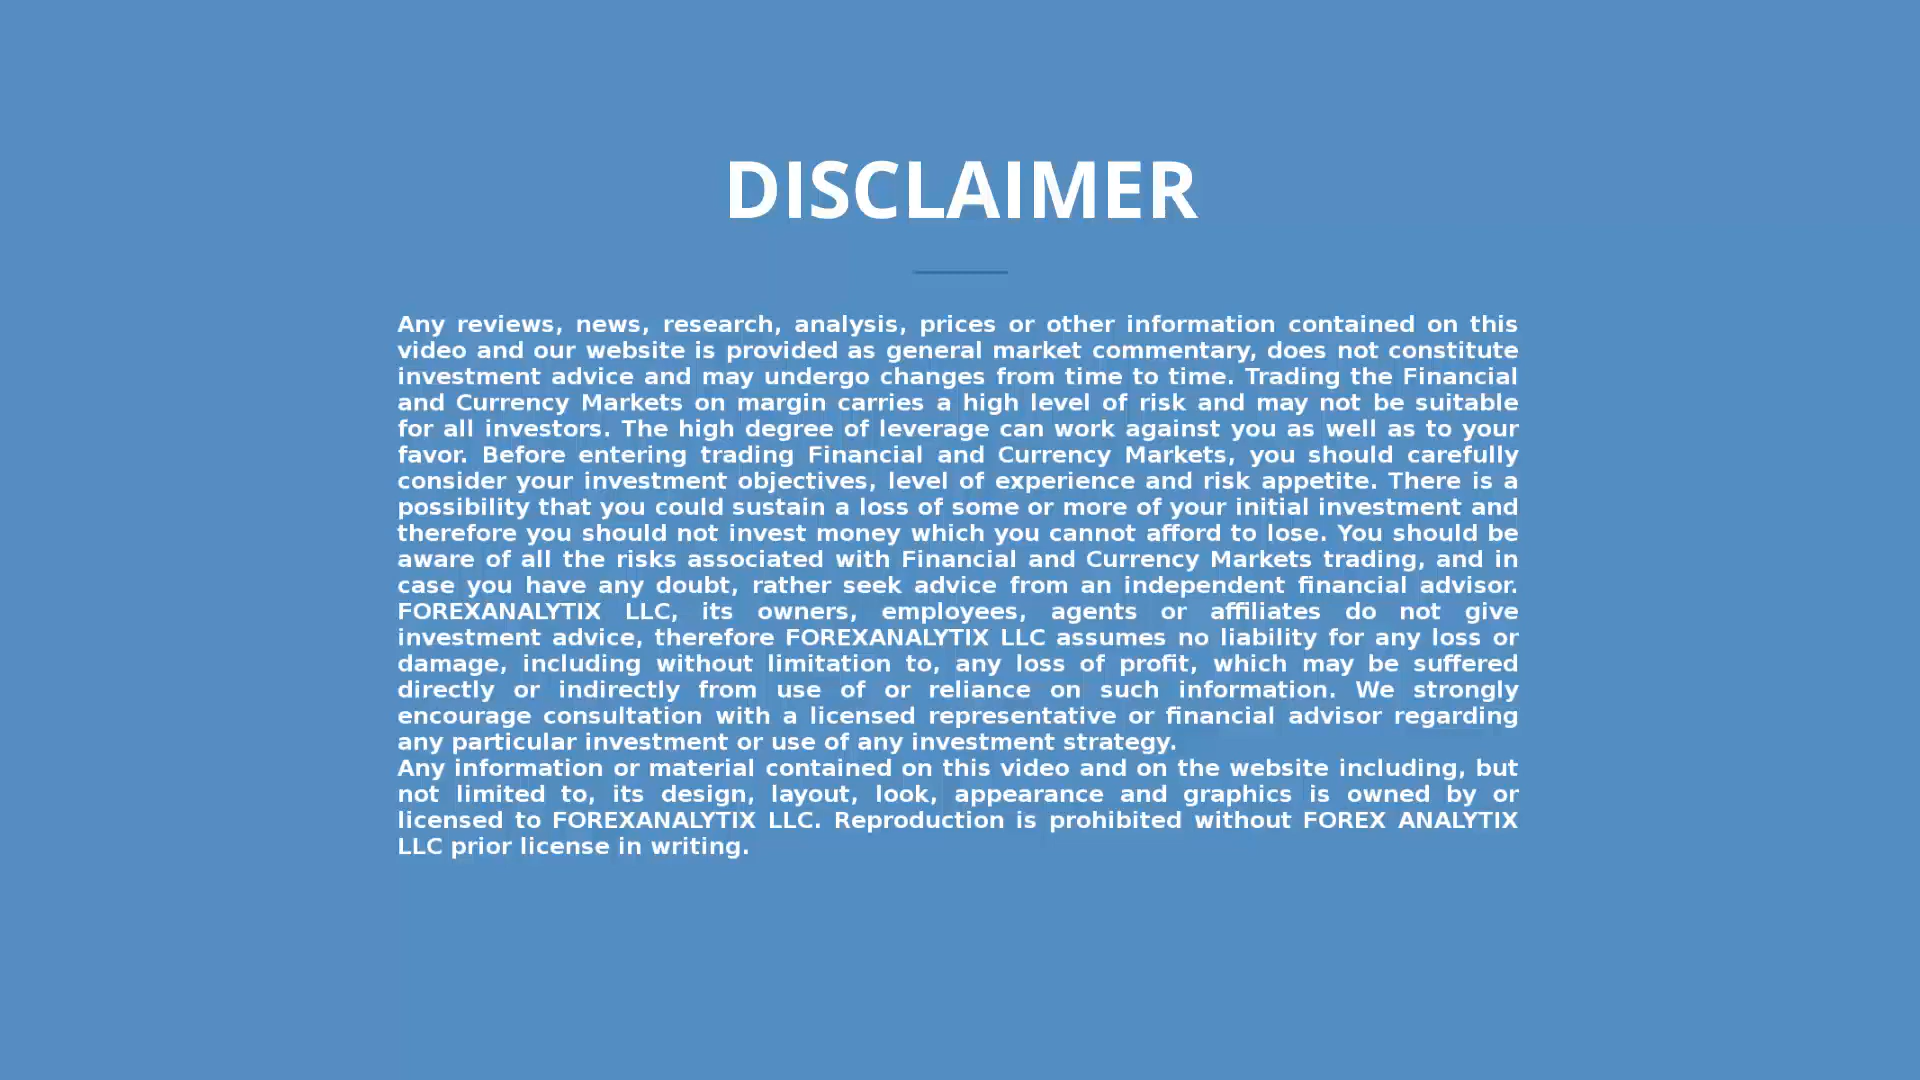 DISCLAIMER
Any reviews, news, research, analysis, prices or other information contained on this
video and our website is provided as general market commentary, does not constitute
investment advice and may undergo changes from time to time. Trading the Financial
and Currency Markets on margin carries a high level of risk and may not be suitable
for all investors. The high degree of leverage can work against you as well as to your
favor. Before entering trading Financial and Currency Markets, you should carefully
consider your investment objectives, level of experience and risk appetite. There is a
possibility that you could sustain a loss of some or more of your initial investment and
therefore you should not invest money which you cannot afford to lose. You should be
aware of all the risks associated with Financial and Currency Markets trading, and in
case you have any doubt, rather seek advice from an independent financial advisor.
FOREXANALYTIX LLC, its owners, employees, agents or affiliates do not give
investment advice, therefore FOREXANALYTIX LLC assumes no liability for any loss or
damage, including without limitation to, any loss of profit, which may be suffered
directly or indirectly from use of or reliance on such information. We strongly
encourage consultation with a licensed representative or financial advisor regarding
any particular investment or use of any investment strategy.
Any information or material contained on this video and on the website including, but
not limited to, its design, layout, look, appearance and graphics is owned by or
licensed to FOREXANALYTIX LLC. Reproduction is prohibited without FOREX ANALYTIX
LLC prior license in writing.